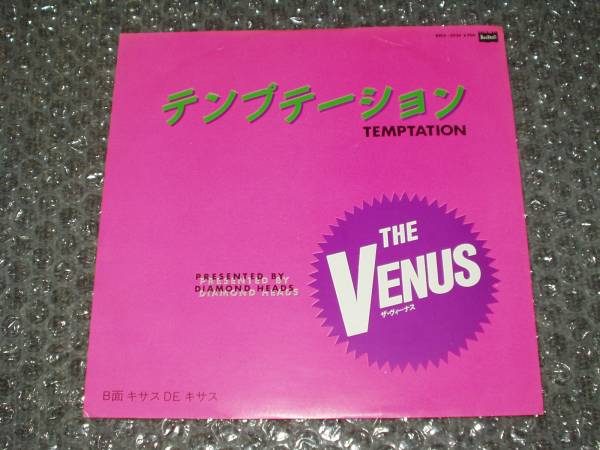 テンプテーション
TEMPTATION
THE
VENUS
ザ・ヴィーナス
PRESENTED BY
DIAMOND HEADS
B面 キサス DE キサス